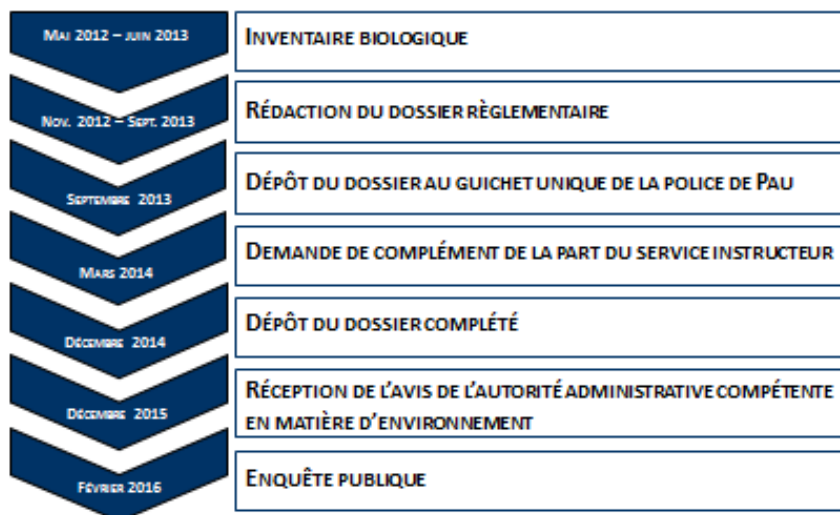 MAI 2012 – JUIN 2013
INVENTAIRE BIOLOGIQUE
NOV. 2012 – SEPT. 2013
RÉDACTION DU DOSSIER RÈGLEMENTAIRE
SEPTEMBRE 2013
DÉPÔT DU DOSSIER AU GUICHET UNIQUE DE LA POLICE DE PAU
MARS 2014
DEMANDE DE COMPLÉMENT DE LA PART DU SERVICE INSTRUCTEUR
DÉCEMBRE 2014
DÉPÔT DU DOSSIER COMPLÉTÉ
DÉCEMBRE 2015
RÉCEPTION DE L'AVIS DE L'AUTORITÉ ADMINISTRATIVE COMPÉTENTE
EN MATIÈRE D'ENVIRONNEMENT
FÉVRIER 2016
ENQUÊTE PUBLIQUE